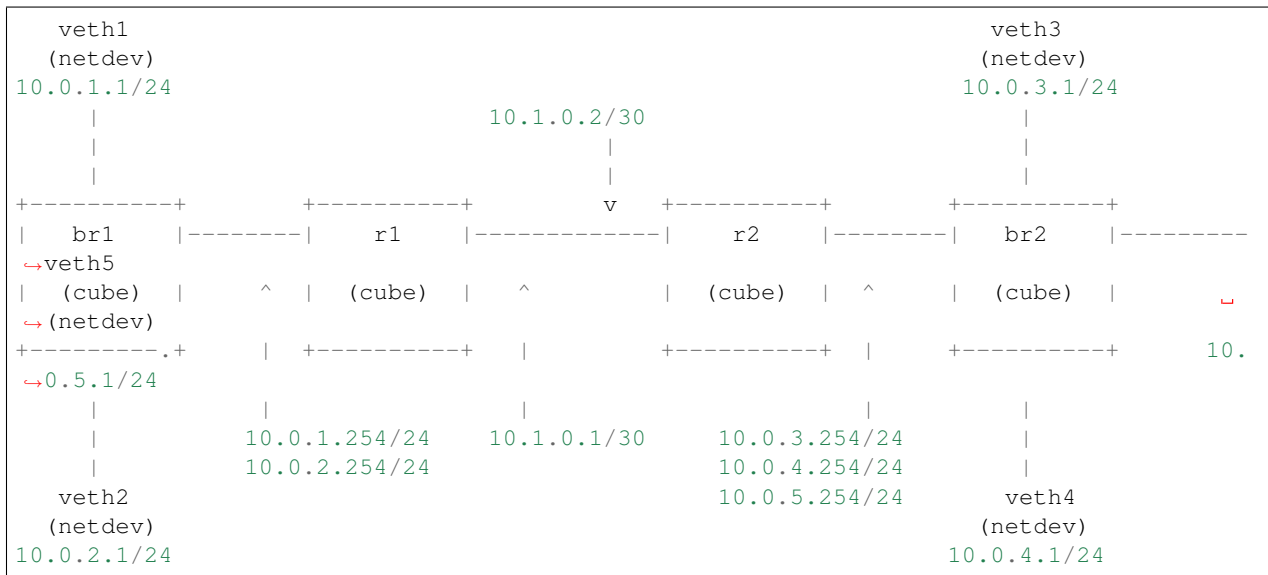 veth1 veth3
(netdev) (netdev)
10.0.1.1/24 10.0.3.1/24
| 10.1.0.2/30 |
| | |
| | |
+----------+ +----------+ v +----------+ +----------+
| br1 |--------| r1 |-------------| r2 |--------| br2 |---------
↪veth5
| (cube) | ^ | (cube) | ^ | (cube) | ^ | (cube) | ␣
↪(netdev)
+---------.+ | +----------+ | +----------+ | +----------+ 10.
↪0.5.1/24
| | | | |
| 10.0.1.254/24 10.1.0.1/30 10.0.3.254/24 |
| 10.0.2.254/24 10.0.4.254/24 |
veth2 10.0.5.254/24 veth4
(netdev) (netdev)
10.0.2.1/24 10.0.4.1/24